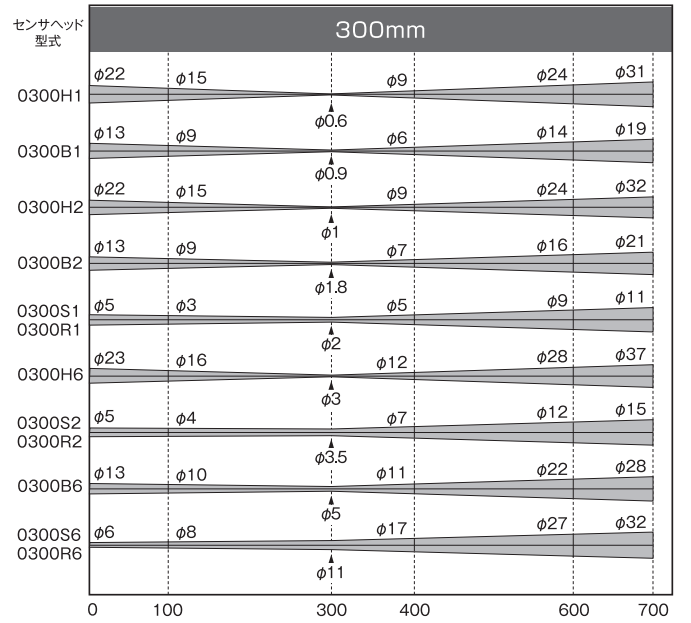 センサヘッド
型式
300mm
0300H1
φ22 φ15 φ9 φ24 φ31
φ0.6
0300B1
φ13 φ9 φ6 φ14 φ19
φ0.9
0300H2
φ22 φ15 φ9 φ24 φ32
φ1
0300B2
φ13 φ9 φ7 φ16 φ21
φ1.8
0300S1
0300R1
φ5 φ3 φ5 φ9 φ11
φ2
0300H6
φ23 φ16 φ12 φ28 φ37
φ3
0300S2
0300R2
φ5 φ4 φ7 φ12 φ15
φ3.5
0300B6
φ13 φ10 φ11 φ22 φ28
φ5
0300S6
0300R6
φ6 φ8 φ17 φ27 φ32
φ11
0 100 300 400 600 700